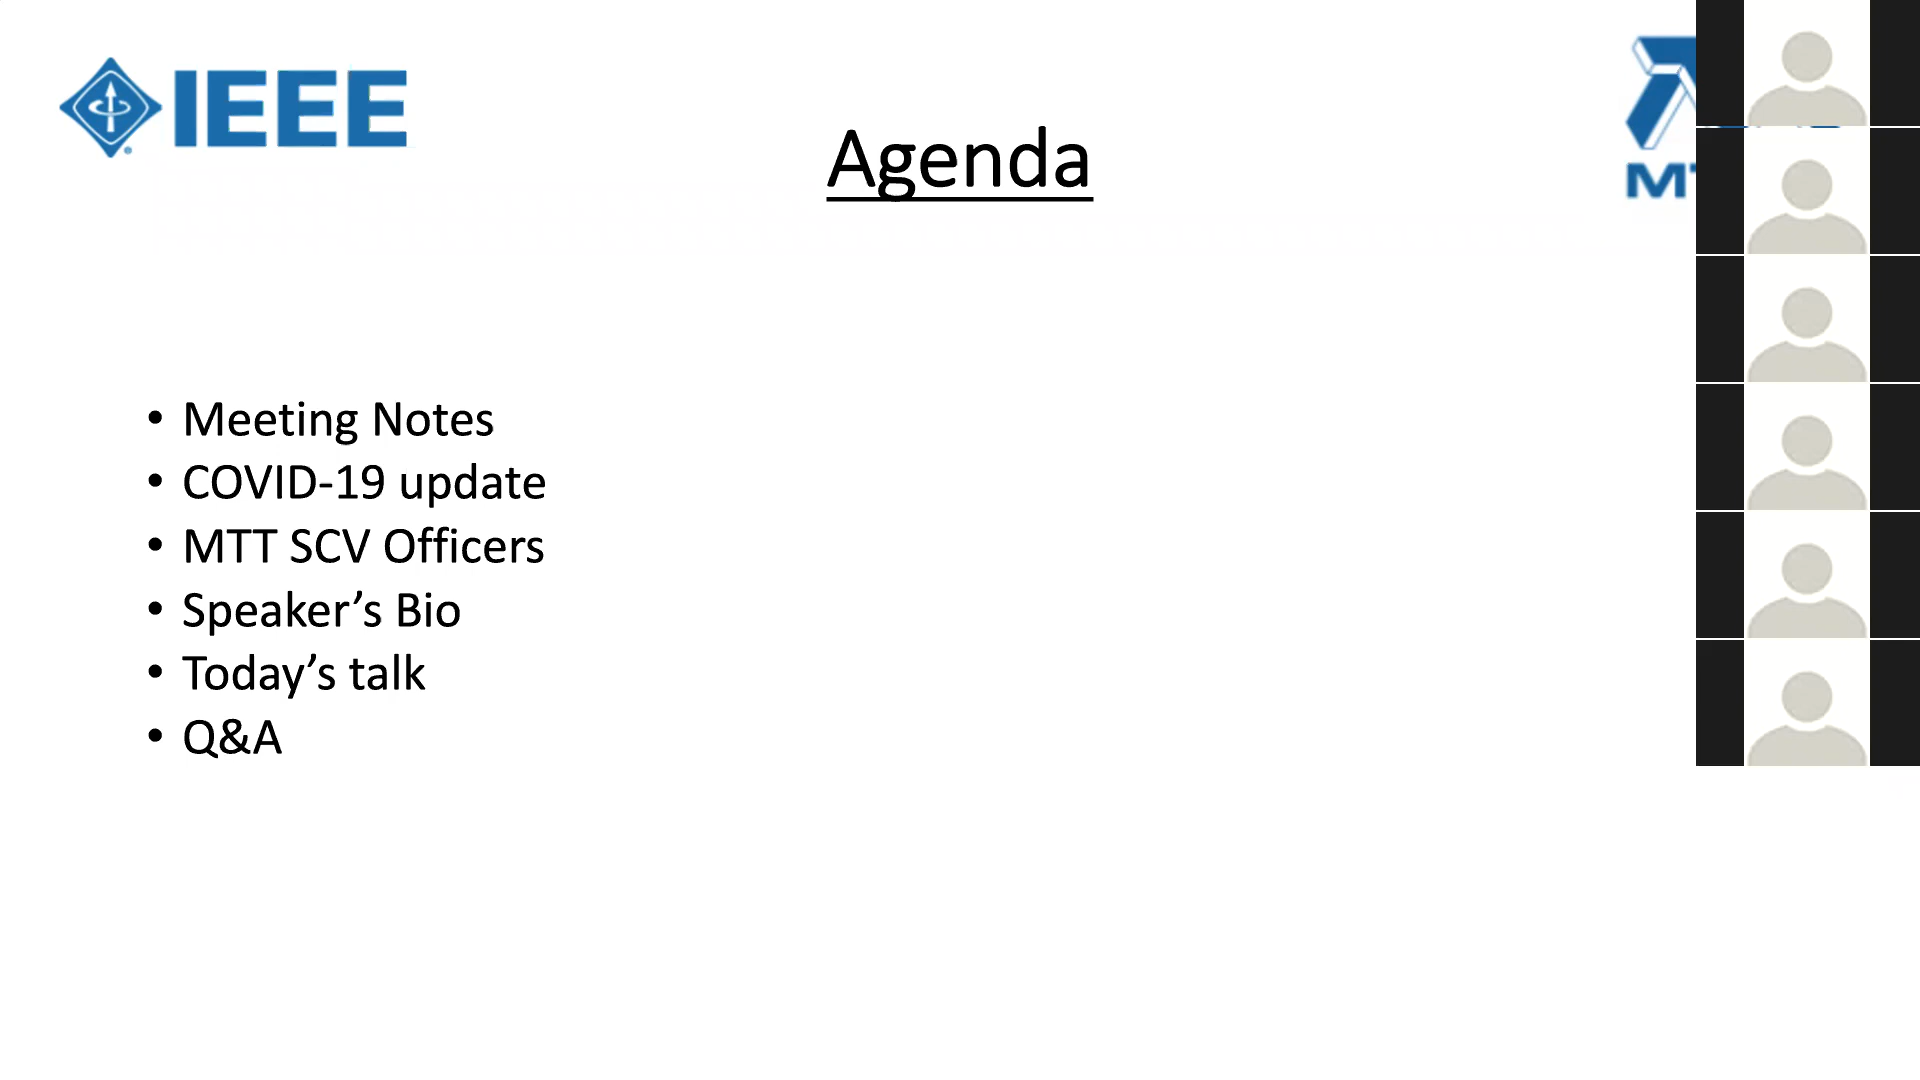 IEEE
Agenda
• Meeting Notes
• COVID-19 update
• MTT SCV Officers
• Speaker’s Bio
• Today’s talk
• Q&A